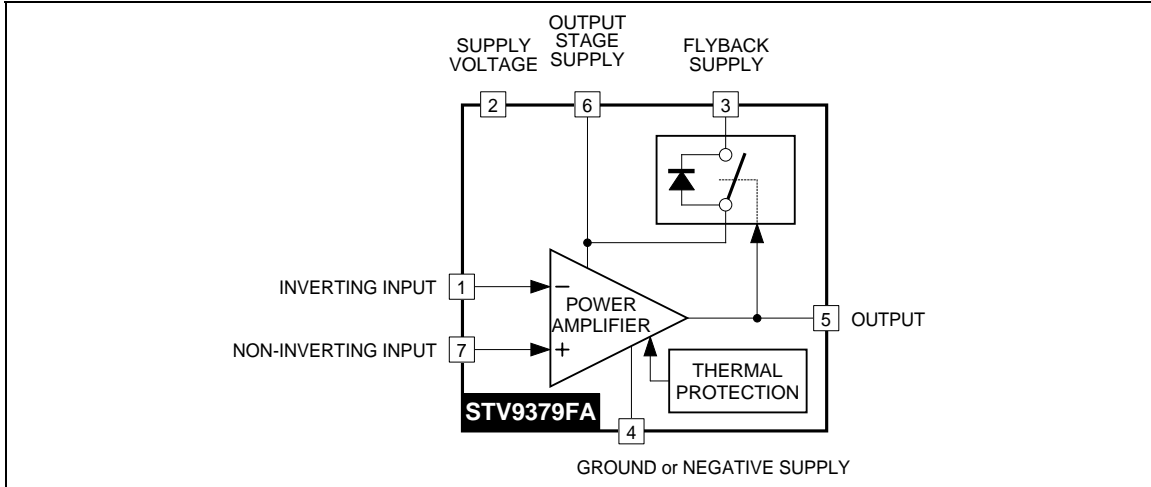 OUTPUT
STAGE
SUPPLY
SUPPLY
VOLTAGE
FLYBACK
SUPPLY
2
6
3
INVERTING INPUT
1
−
POWER
AMPLIFIER
5
OUTPUT
NON-INVERTING INPUT
7
+
THERMAL
PROTECTION
STV9379FA
4
GROUND or NEGATIVE SUPPLY